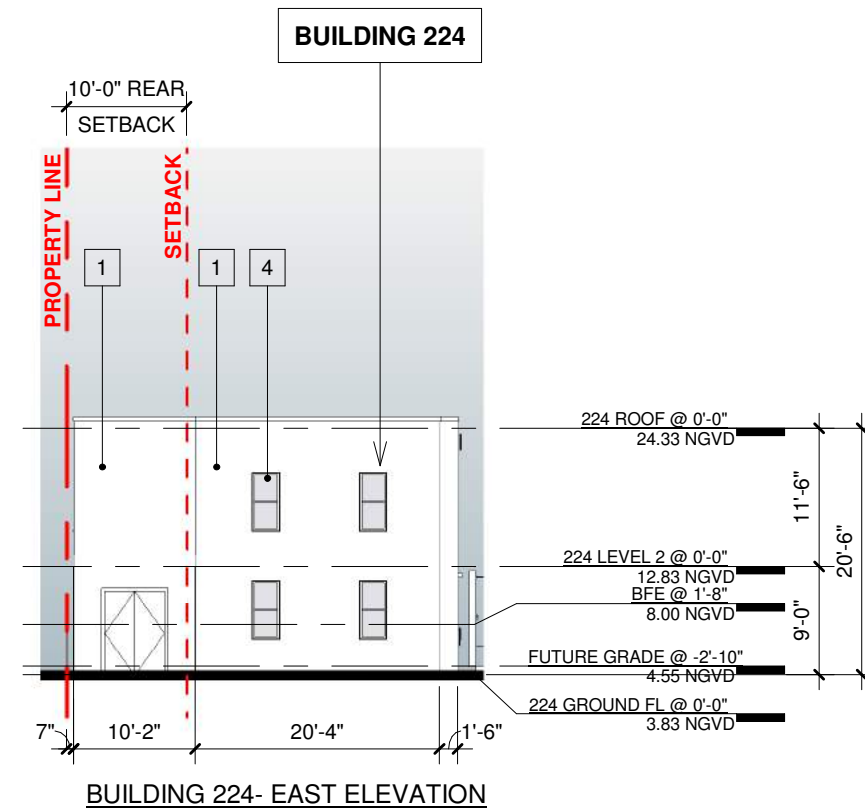 BUILDING 224
10'-0" REAR
SETBACK
PROPERTY LINE
SETBACK
1
1
4
224 ROOF @ 0'-0"
24.33 NGVD
11'-6"
20'-6"
224 LEVEL 2 @ 0'-0"
12.83 NGVD
BFE @ 1'-8"
8.00 NGVD
9'-0"
FUTURE GRADE @ -2'-10"
4.55 NGVD
224 GROUND FL @ 0'-0"
3.83 NGVD
7" 10'-2" 20'-4" 1'-6"
BUILDING 224- EAST ELEVATION